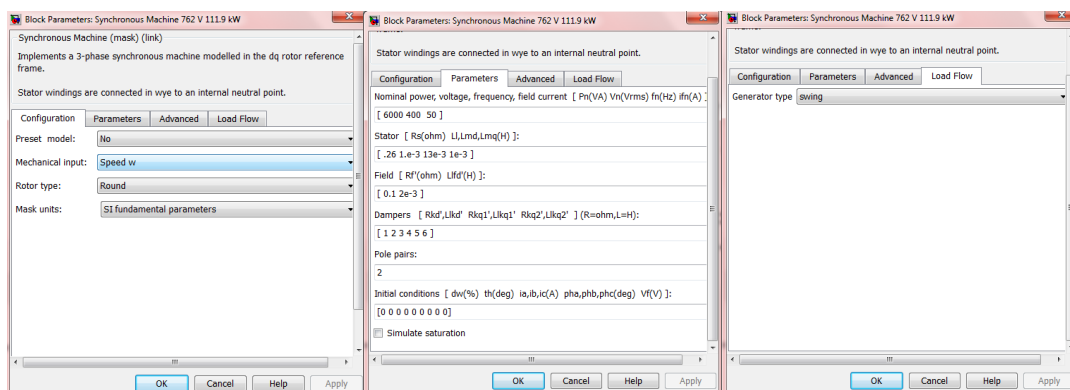 Block Parameters: Synchronous Machine 762 V 111.9 kW
Synchronous Machine (mask) (link)
Implements a 3-phase synchronous machine modelled in the dq rotor reference
frame.
Stator windings are connected in wye to an internal neutral point.
Configuration Parameters Advanced Load Flow
Preset model: No
Mechanical input: Speed w
Rotor type: Round
Mask units: SI fundamental parameters
OK Cancel Help Apply
Block Parameters: Synchronous Machine 762 V 111.9 kW
Stator windings are connected in wye to an internal neutral point.
Configuration Parameters Advanced Load Flow
Nominal power, voltage, frequency, field current [ Pn(VA) Vn(Vrms) fn(Hz) ifn(A) ]
[ 6000 400 50 ]
Stator [ Rs(ohm) Ll,Lmd,Lmq(H) ]:
[ .26 1.e-3 13e-3 1e-3 ]
Field [ Rf'(ohm) Llfd'(H) ]:
[ 0.1 2e-3 ]
Dampers [ Rkd',Llkd' Rkq1',Llkq1' Rkq2',Llkq2' ] (R=ohm,L=H):
[ 1 2 3 4 5 6 ]
Pole pairs:
2
Initial conditions [ dw(%) th(deg) ia,ib,ic(A) pha,phb,phc(deg) Vf(V) ]:
[0 0 0 0 0 0 0 0 0]
Simulate saturation
OK Cancel Help Apply
Block Parameters: Synchronous Machine 762 V 111.9 kW
Stator windings are connected in wye to an internal neutral point.
Configuration Parameters Advanced Load Flow
Generator type swing
OK Cancel Help Apply